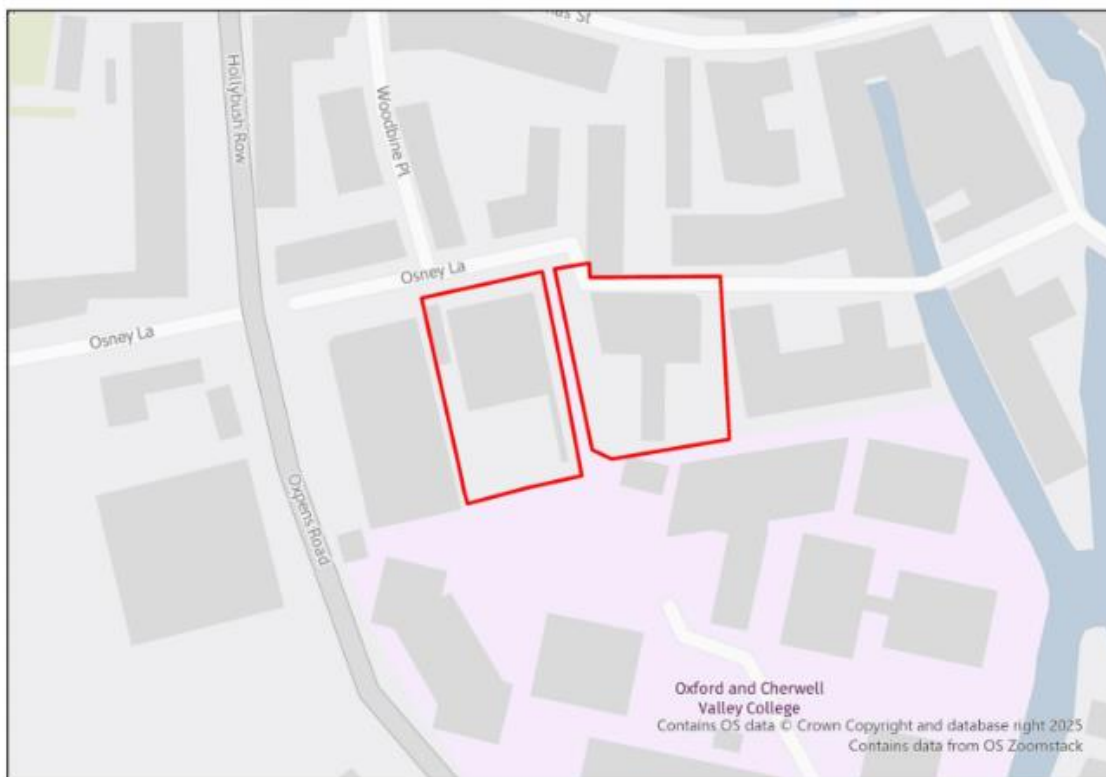 St
Hollybush Row
Woodbine Pl
Osney La
Osney La
Oxpens Road
Oxford and Cherwell
Valley College
Contains OS data © Crown Copyright and database right 2025
Contains data from OS Zoomstack